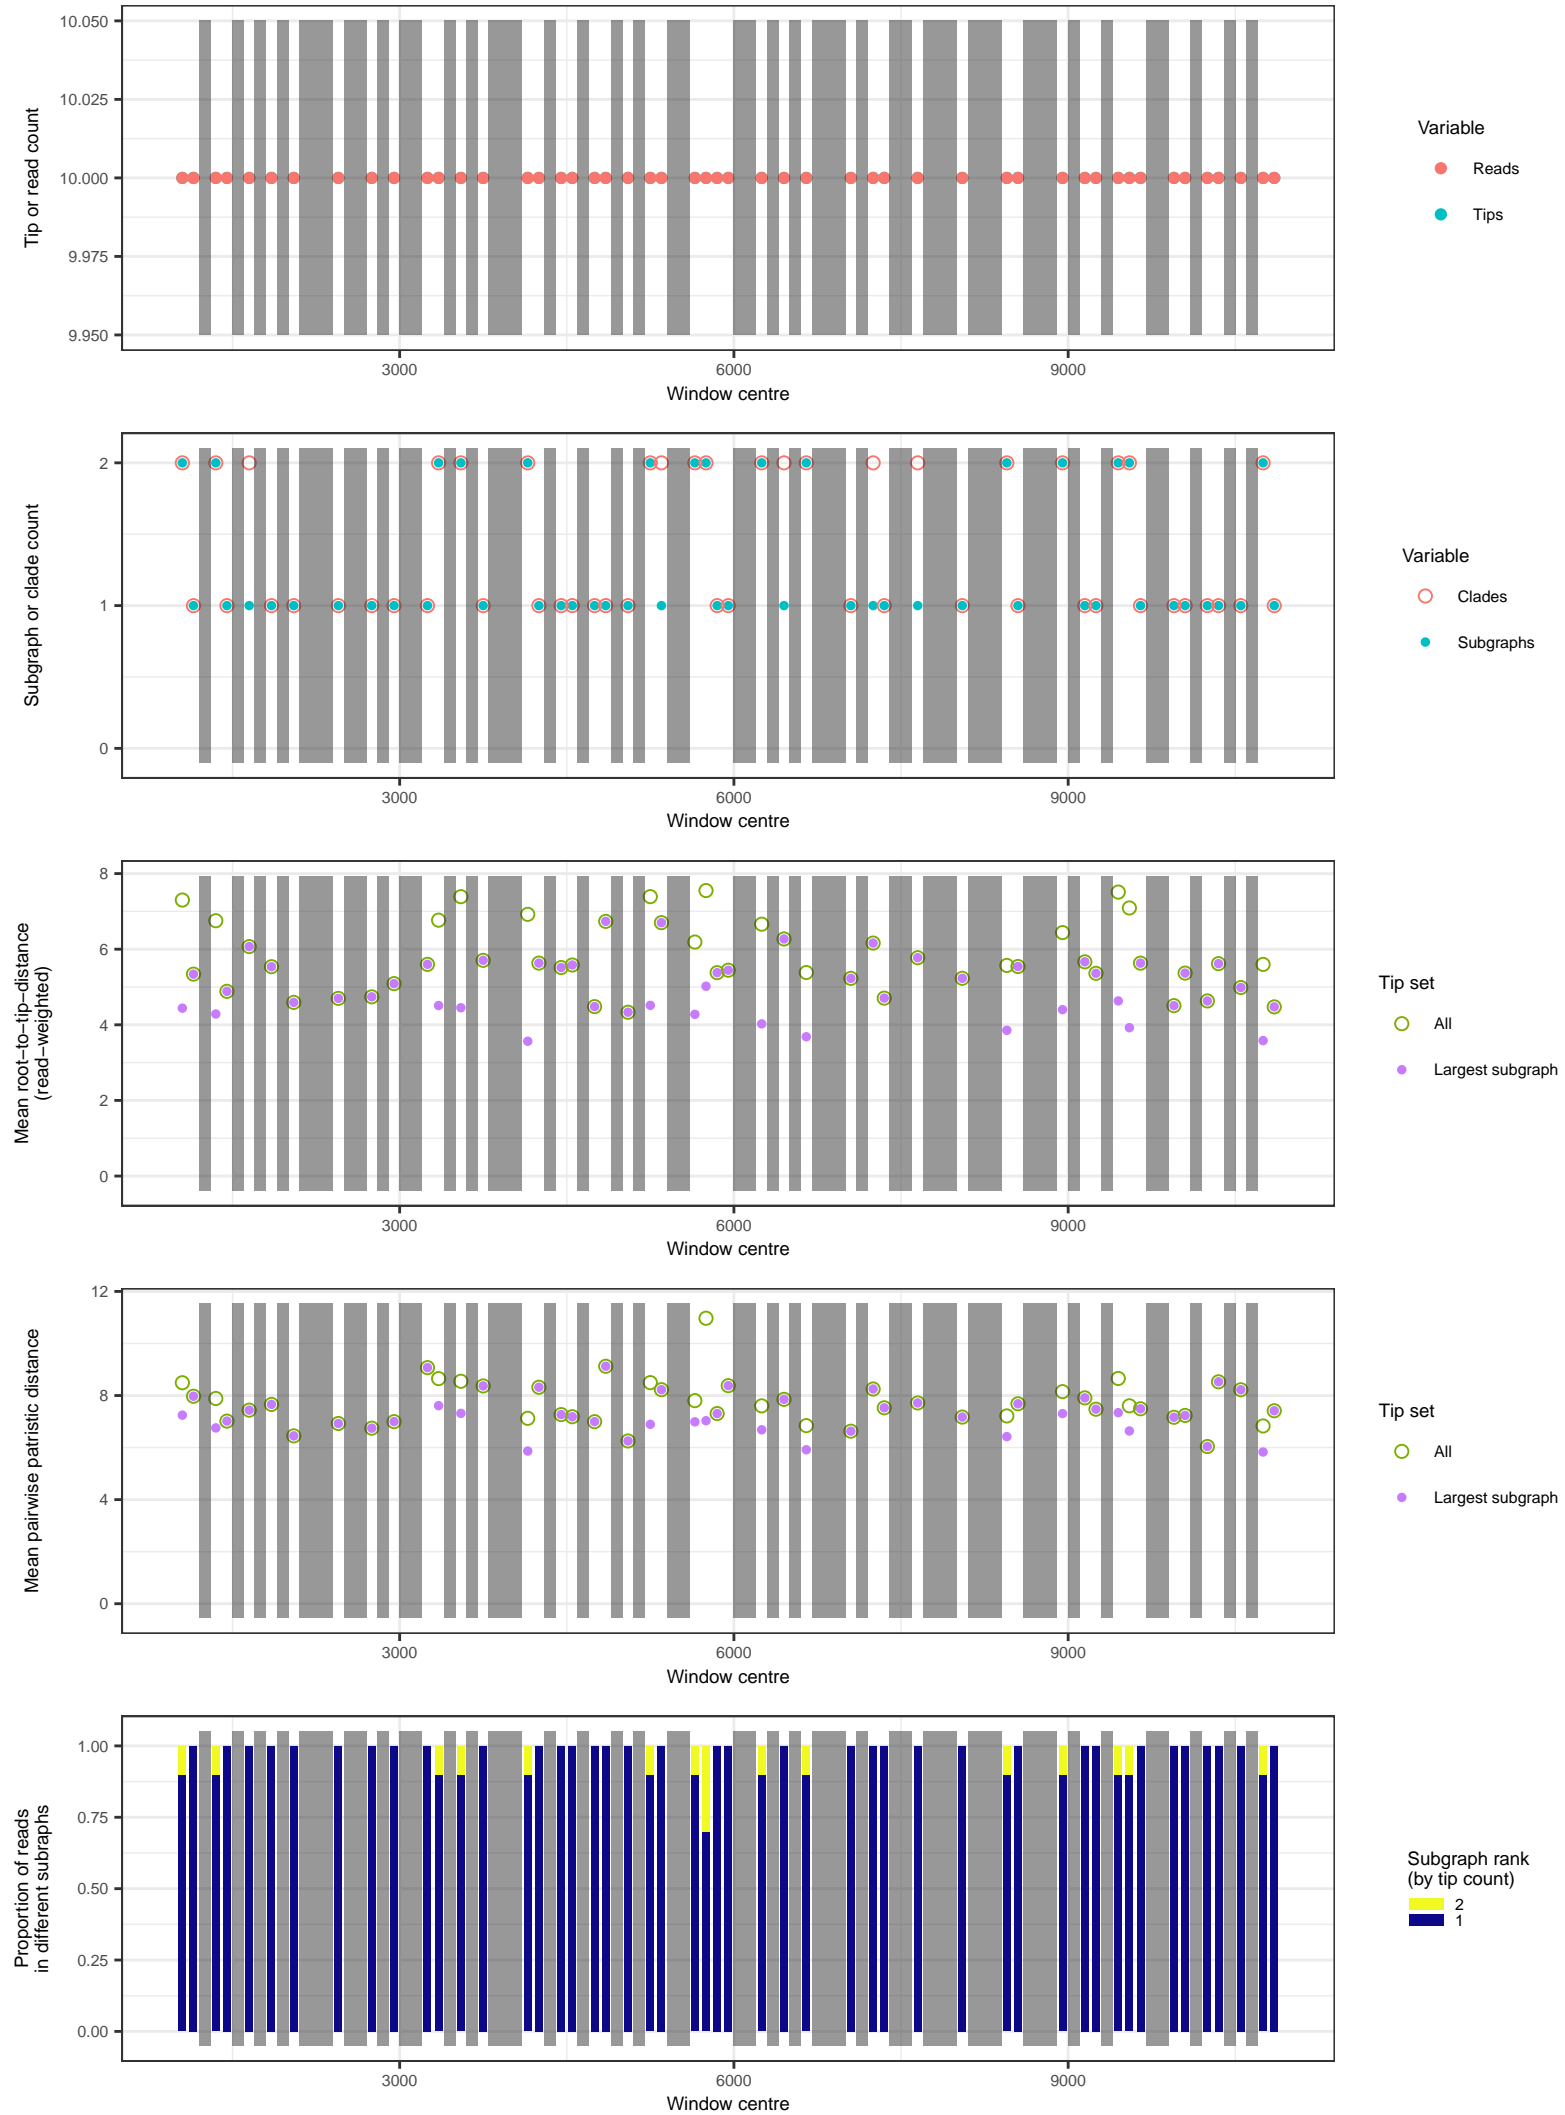 10.050
10.025
10.000
9.975
9.950
Tip or read count
3000
6000
9000
Window centre
Variable
Reads
Tips
2
1
0
Subgraph or clade count
3000
6000
9000
Window centre
Variable
Clades
Subgraphs
8
6
4
2
0
Mean root−to−tip−distance
(read−weighted)
3000
6000
9000
Window centre
Tip set
All
Largest subgraph
12
8
4
0
Mean pairwise patristic distance
3000
6000
9000
Window centre
Tip set
All
Largest subgraph
1.00
0.75
0.50
0.25
0.00
Proportion of reads
in different subraphs
3000
6000
9000
Window centre
Subgraph rank
(by tip count)
2
1